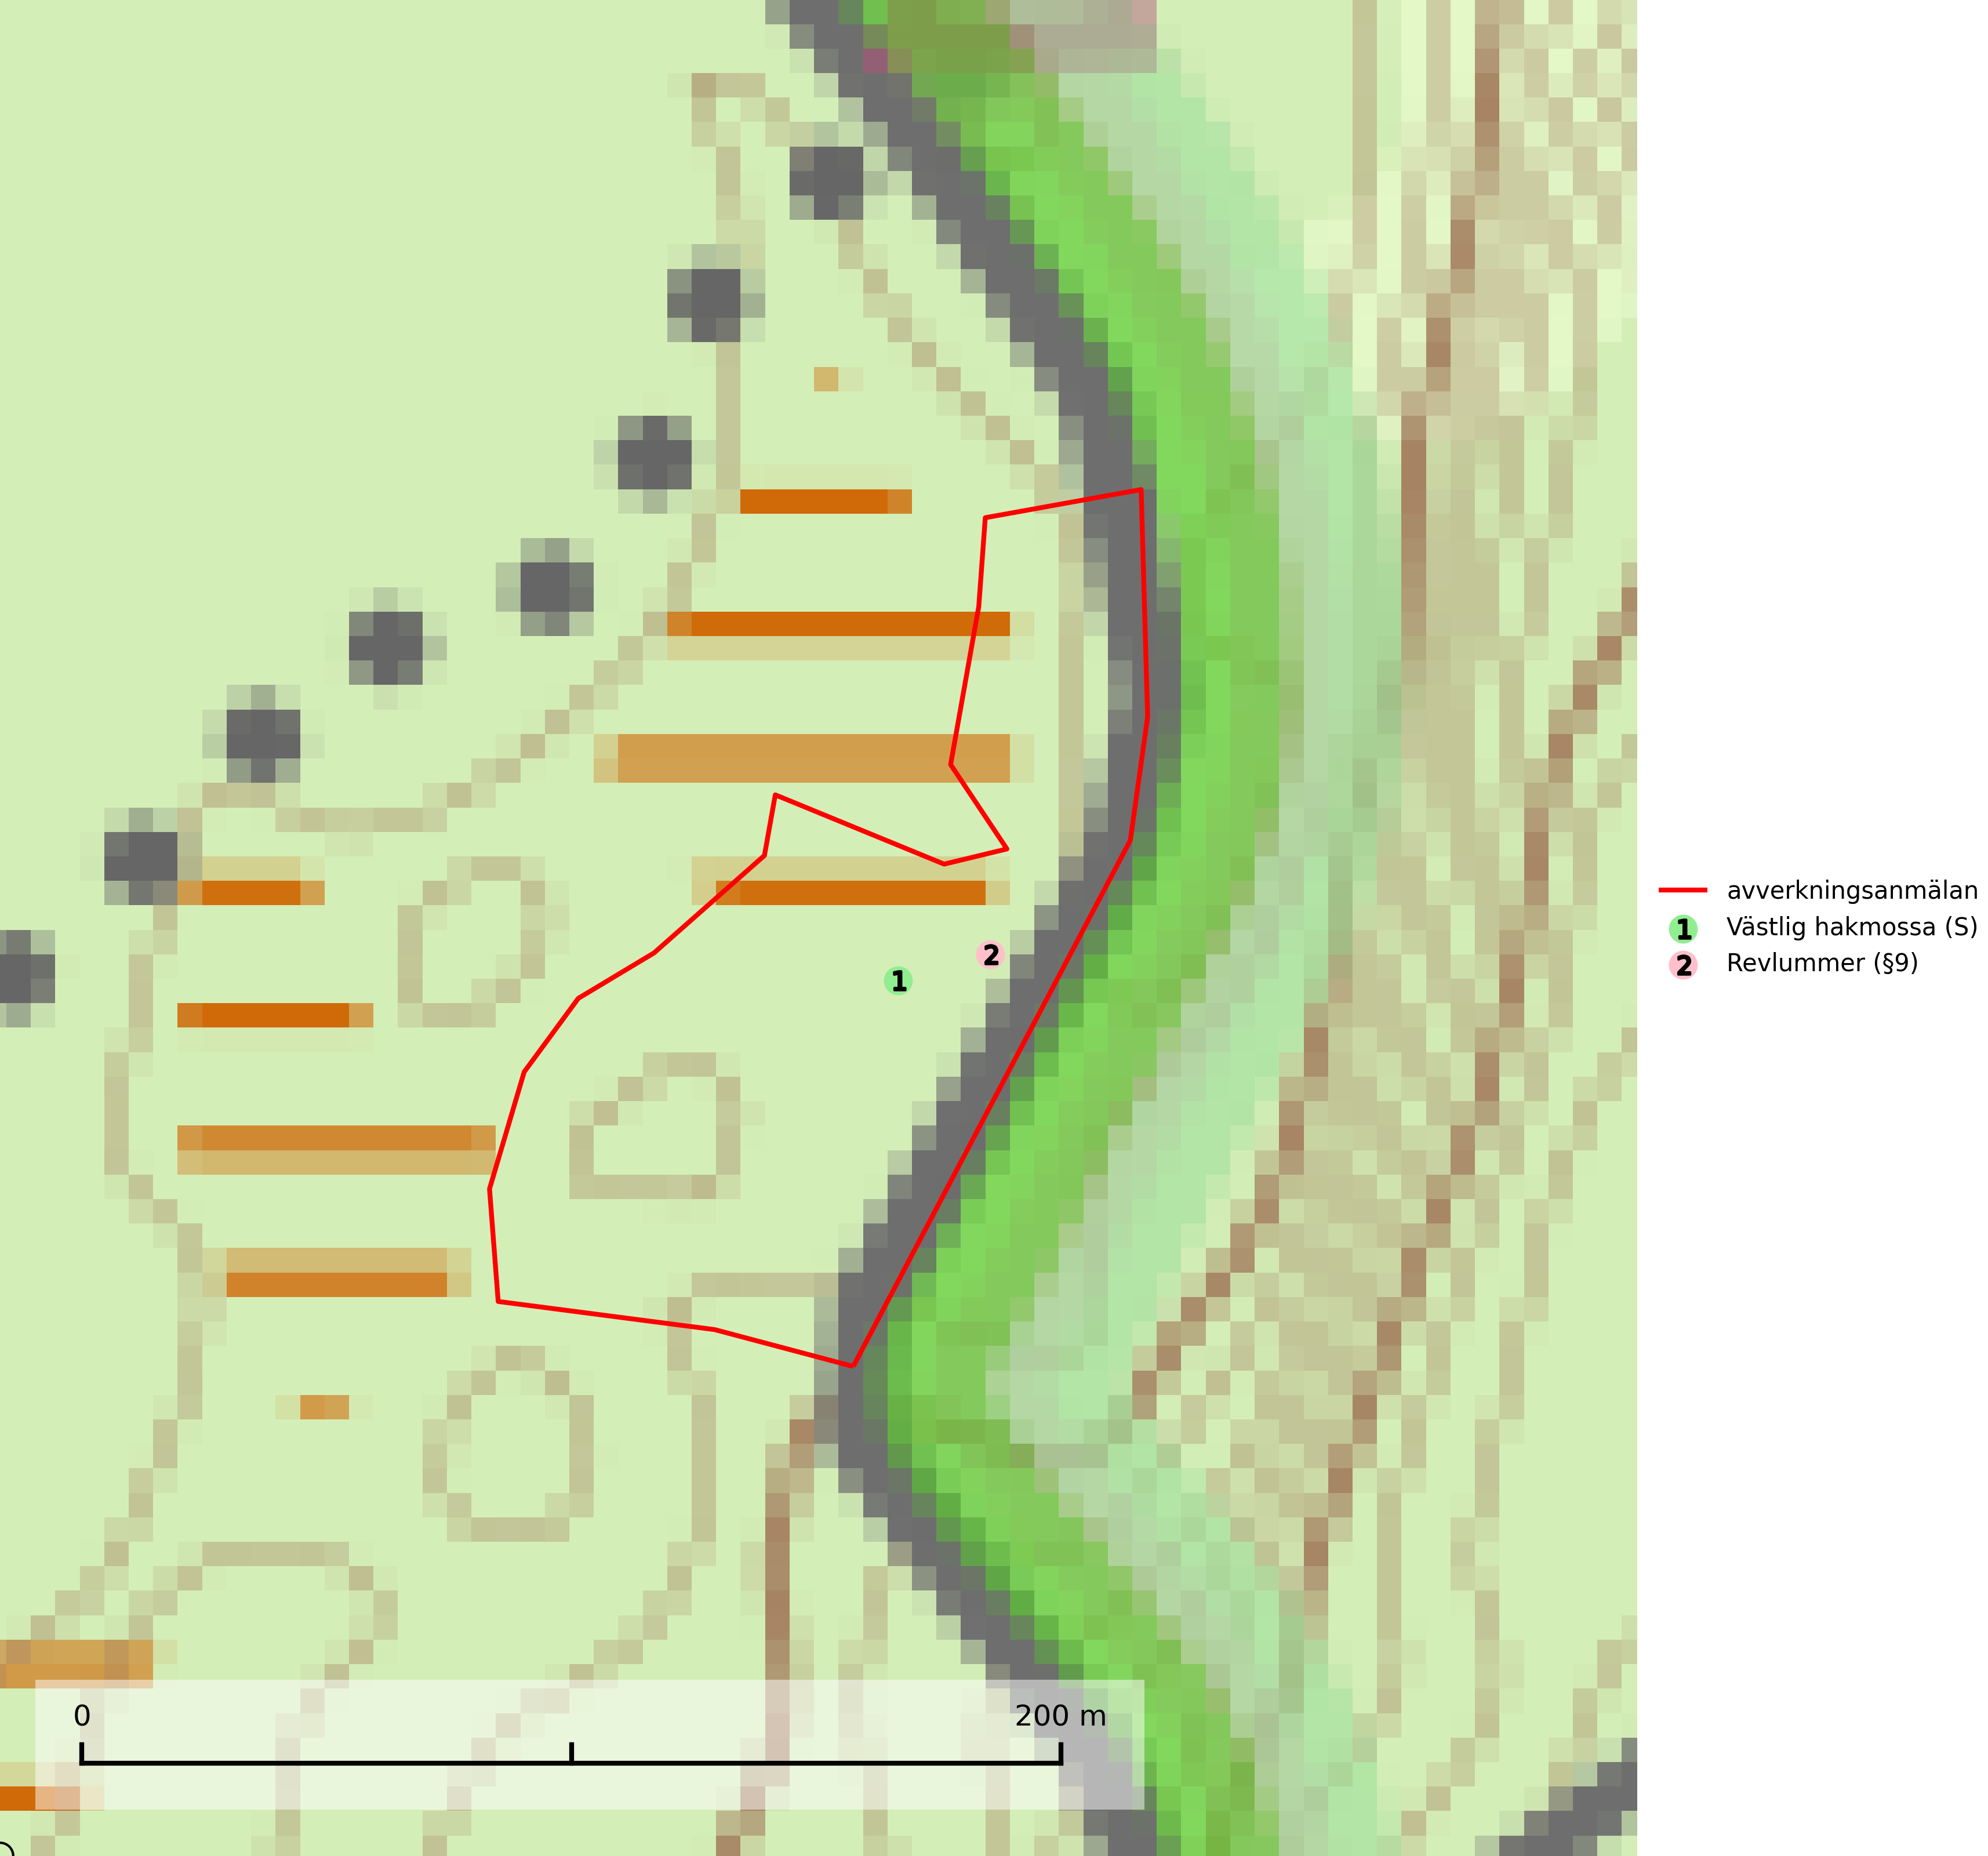 2
1
avverkningsanmälan
1 Västlig hakmossa (S)
2 Revlummer (§9)
0 200 m